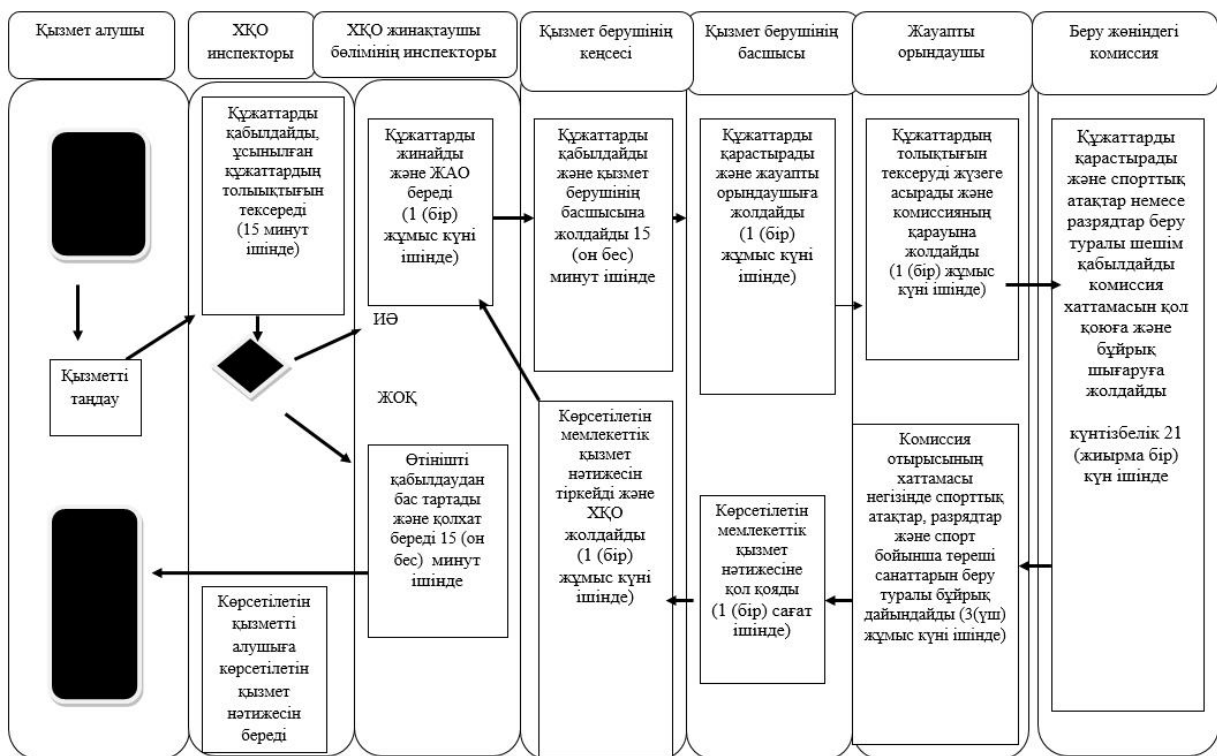 Қызмет алушы
ХҚО
инспекторы
ХҚО жинақтаушы
бөлімінің инспекторы
Қызмет берушінің
кеңсесі
Қызмет берушінің
басшысы
Жауапты
орындаушы
Беру жөніндегі
комиссия
Қызметті
таңдау
Құжаттарды
қабылдайды,
ұсынылған
құжаттардың
толыықтығын
тексереді
(15 минут
ішінде)
Құжаттарды
жинайды
және ЖАО
береді
(1 (бір)
жұмыс күні
ішінде)
ИӘ
ЖОҚ
Өтінішті
қабылдаудан
бас тартады
және қолхат
береді 15 (он
бес) минут
ішінде
Көрсетілетін
қызметті
алушыға
көрсетілетін
қызмет
нәтижесін
береді
Құжаттарды
қабылдайды
және қызмет
берушінің
басшысына
жолдайды 15
(он бес)
минут ішінде
Көрсетілетін
мемлекеттік
қызмет
нәтижесін
тіркейді және
ХҚО
жолдайды
(1 (бір)
жұмыс күні
ішінде)
Құжаттарды
қарастырады
және жауапты
орындаушыға
жолдайды
(1 (бір)
жұмыс күні
ішінде)
Көрсетілетін
мемлекеттік
қызмет
нәтижесіне
қол қояды
(1 (бір) сағат
ішінде)
Құжаттардың
толықтығын
тексеруді жүзеге
асырады және
комиссияның
қарауына
жолдайды
(1 (бір) жұмыс
күні ішінде)
Комиссия
отырысының
хаттамасы
негізінде спорттық
атақтар, разрядтар
және спорт
бойынша төреші
санаттарын беру
туралы бұйрық
дайындайды (3(үш)
жұмыс күні ішінде)
Құжаттарды
қарастырады
және спорттық
атақтар немесе
разрядтар беру
туралы шешім
қабылдайды
комиссия
хаттамасын қол
қоюға және
бұйрық
шығаруға
жолдайды
күнтізбелік 21
(жиырма бір)
күн ішінде